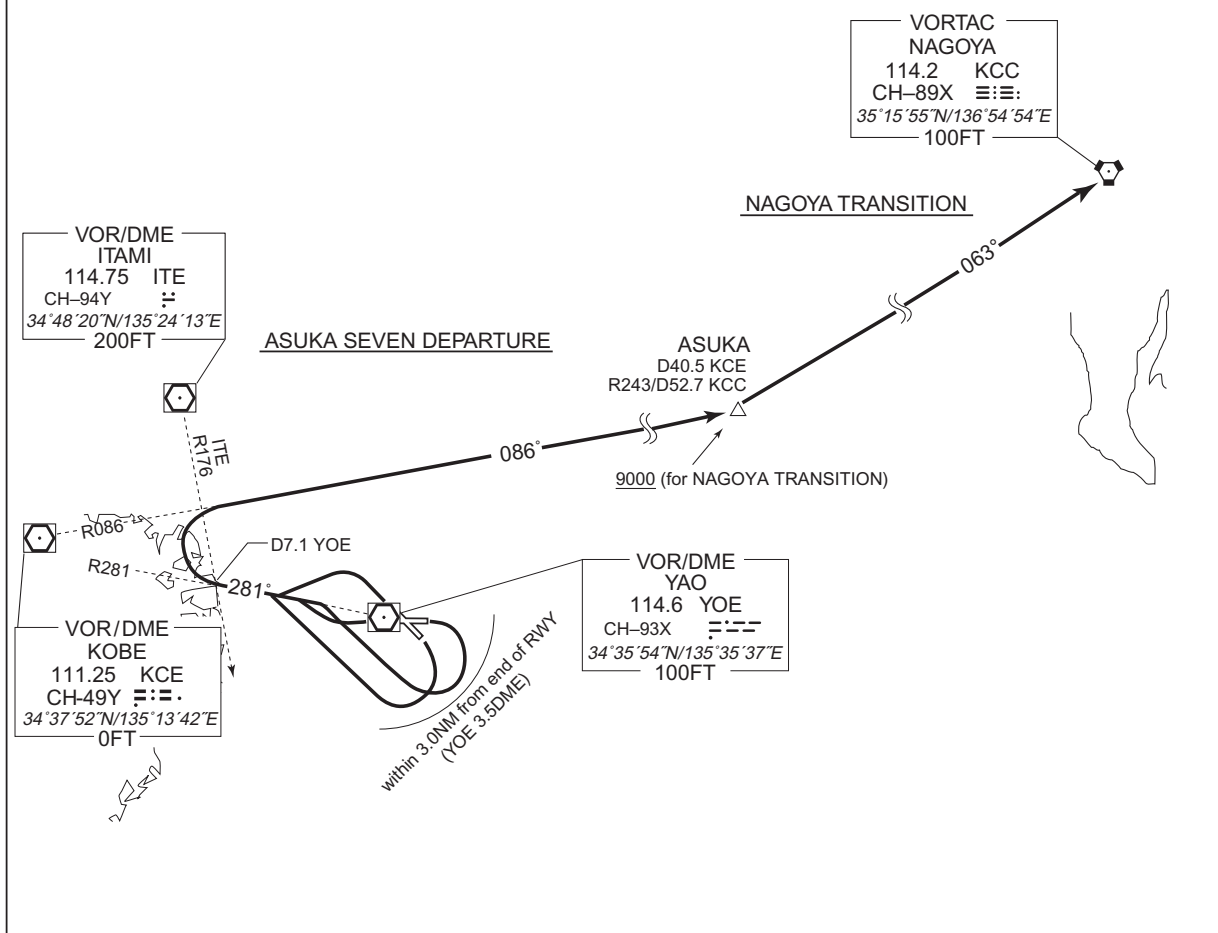 VORTAC
NAGOYA
114.2 KCC
CH–89X
35°15′55″N/136°54′54″E
100FT
NAGOYA TRANSITION
063°
VOR/DME
ITAMI
114.75 ITE
CH–94Y
34°48′20″N/135°24′13″E
200FT
ASUKA SEVEN DEPARTURE
ASUKA
D40.5 KCE
R243/D52.7 KCC
ITE
R176
086°
9000 (for NAGOYA TRANSITION)
R086
D7.1 YOE
R281
281°
VOR/DME
KOBE
111.25 KCE
CH-49Y
34°37′52″N/135°13′42″E
0FT
VOR/DME
YAO
114.6 YOE
CH–93X
34°35′54″N/135°35′37″E
100FT
within 3.0NM from end of RWY
(YOE 3.5DME)